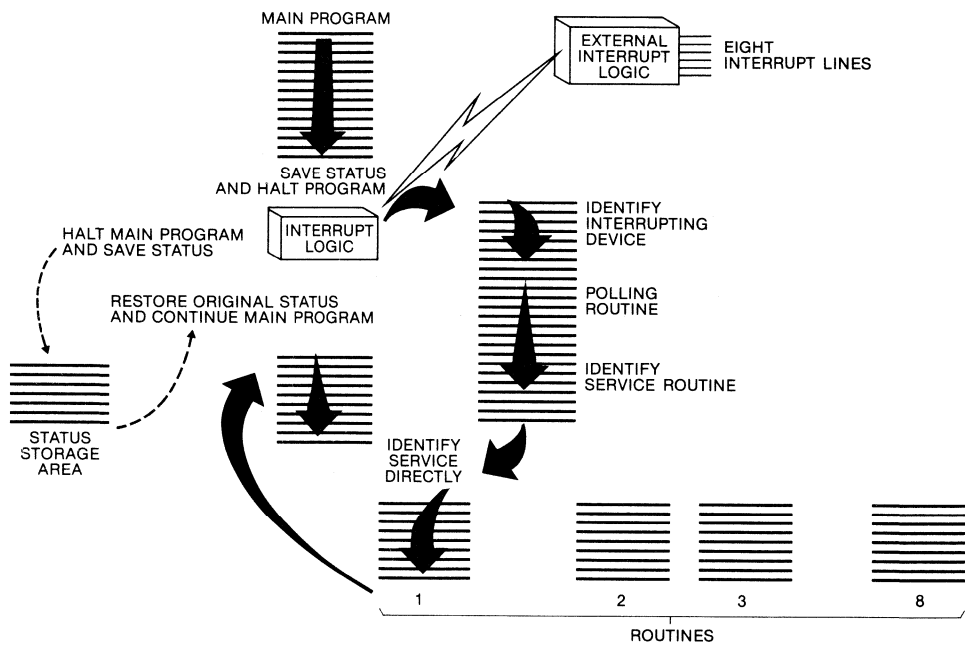 MAIN PROGRAM
EXTERNAL
INTERRUPT
LOGIC
EIGHT
INTERRUPT LINES
SAVE STATUS
AND HALT PROGRAM
INTERRUPT
LOGIC
HALT MAIN PROGRAM
AND SAVE STATUS
IDENTIFY
INTERRUPTING
DEVICE
RESTORE ORIGINAL STATUS
AND CONTINUE MAIN PROGRAM
POLLING
ROUTINE
IDENTIFY
SERVICE ROUTINE
STATUS
STORAGE
AREA
IDENTIFY
SERVICE
DIRECTLY
1
2
3
8
ROUTINES